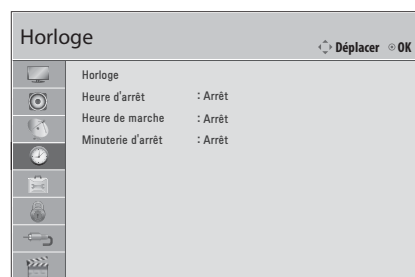 Horloge
Déplacer OK
Horloge
Heure d'arrêt : Arrêt
Heure de marche : Arrêt
Minuterie d'arrêt : Arrêt